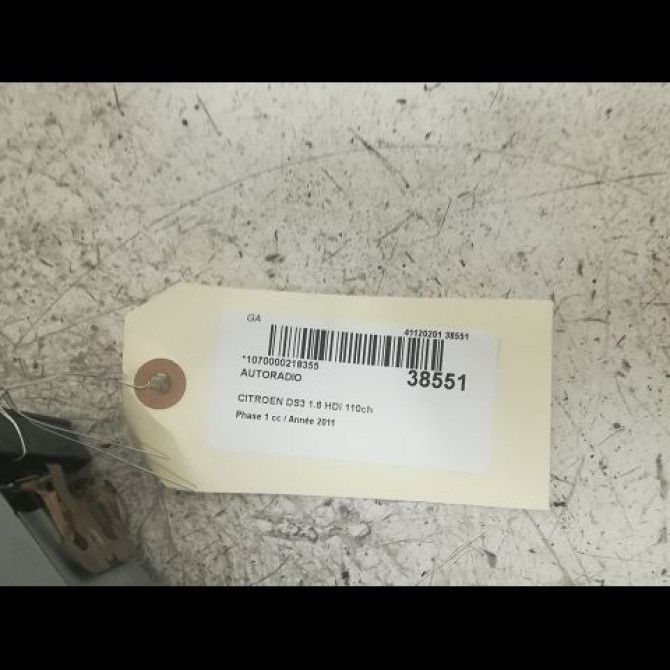 GA
41120201 38551
*1070000218355
38551
AUTORADIO
CITROEN DS3 1.6 HDi 110ch
Phase 1 cc / Année 2011